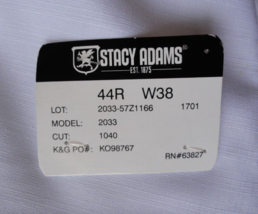 STACY ADAMS
EST. 1875
44R W38
LOT: 2033-57Z1166 1701
MODEL: 2033
CUT: 1040
K&G PO#: KO98767
RN#63827